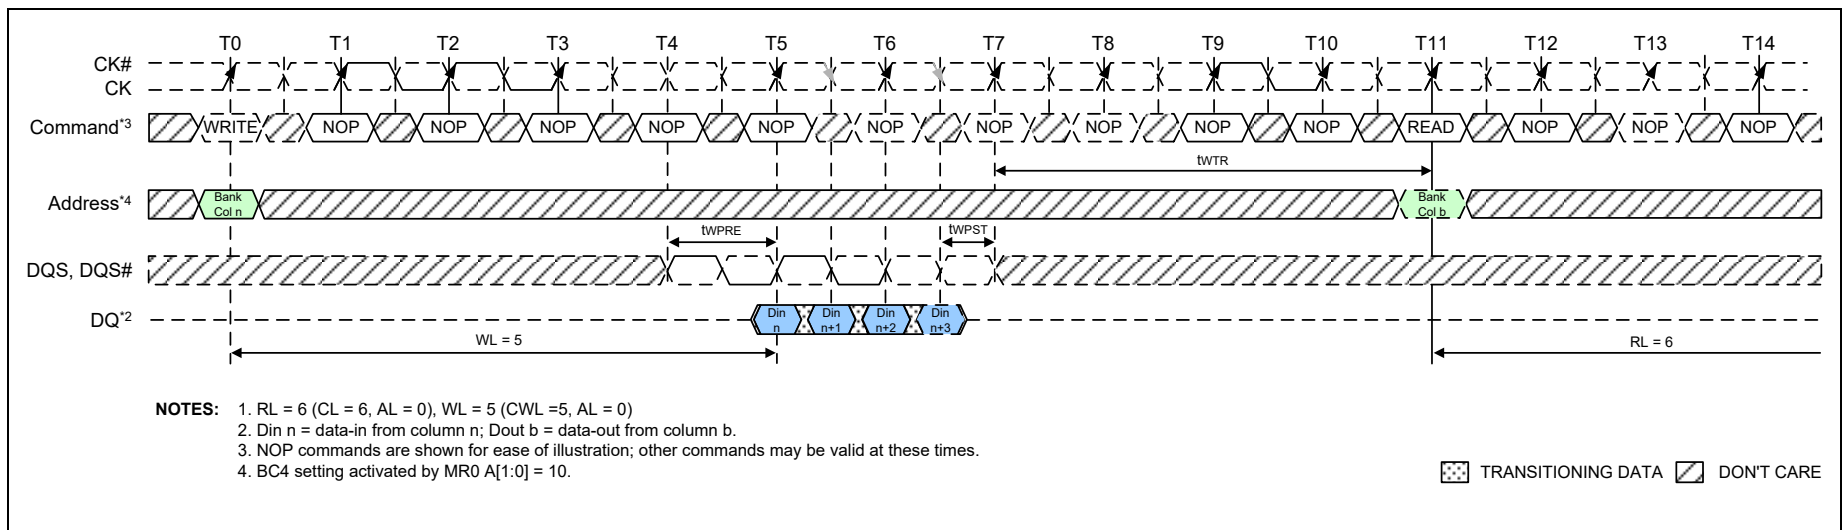 T0 T1 T2 T3 T4 T5 T6 T7 T8 T9 T10 T11 T12 T13 T14
CK#
CK
Command*3 WRITE NOP NOP NOP NOP NOP NOP NOP NOP NOP NOP READ NOP NOP NOP
tWTR
Address*4 Bank Col n Bank Col b
tWPRE tWPST
DQS, DQS#
DQ*2 Din n Din n+1 Din n+2 Din n+3
WL = 5 RL = 6
NOTES: 1. RL = 6 (CL = 6, AL = 0), WL = 5 (CWL =5, AL = 0)
2. Din n = data-in from column n; Dout b = data-out from column b.
3. NOP commands are shown for ease of illustration; other commands may be valid at these times.
4. BC4 setting activated by MR0 A[1:0] = 10.
TRANSITIONING DATA DON'T CARE